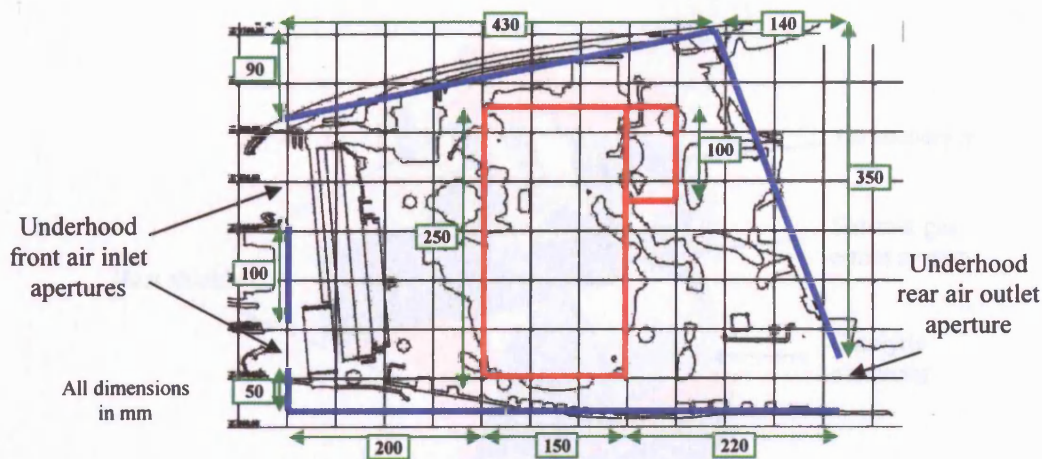 430
140
90
100
350
Underhood
front air inlet
apertures
250
100
Underhood
rear air outlet
aperture
All dimensions
in mm
50
200
150
220